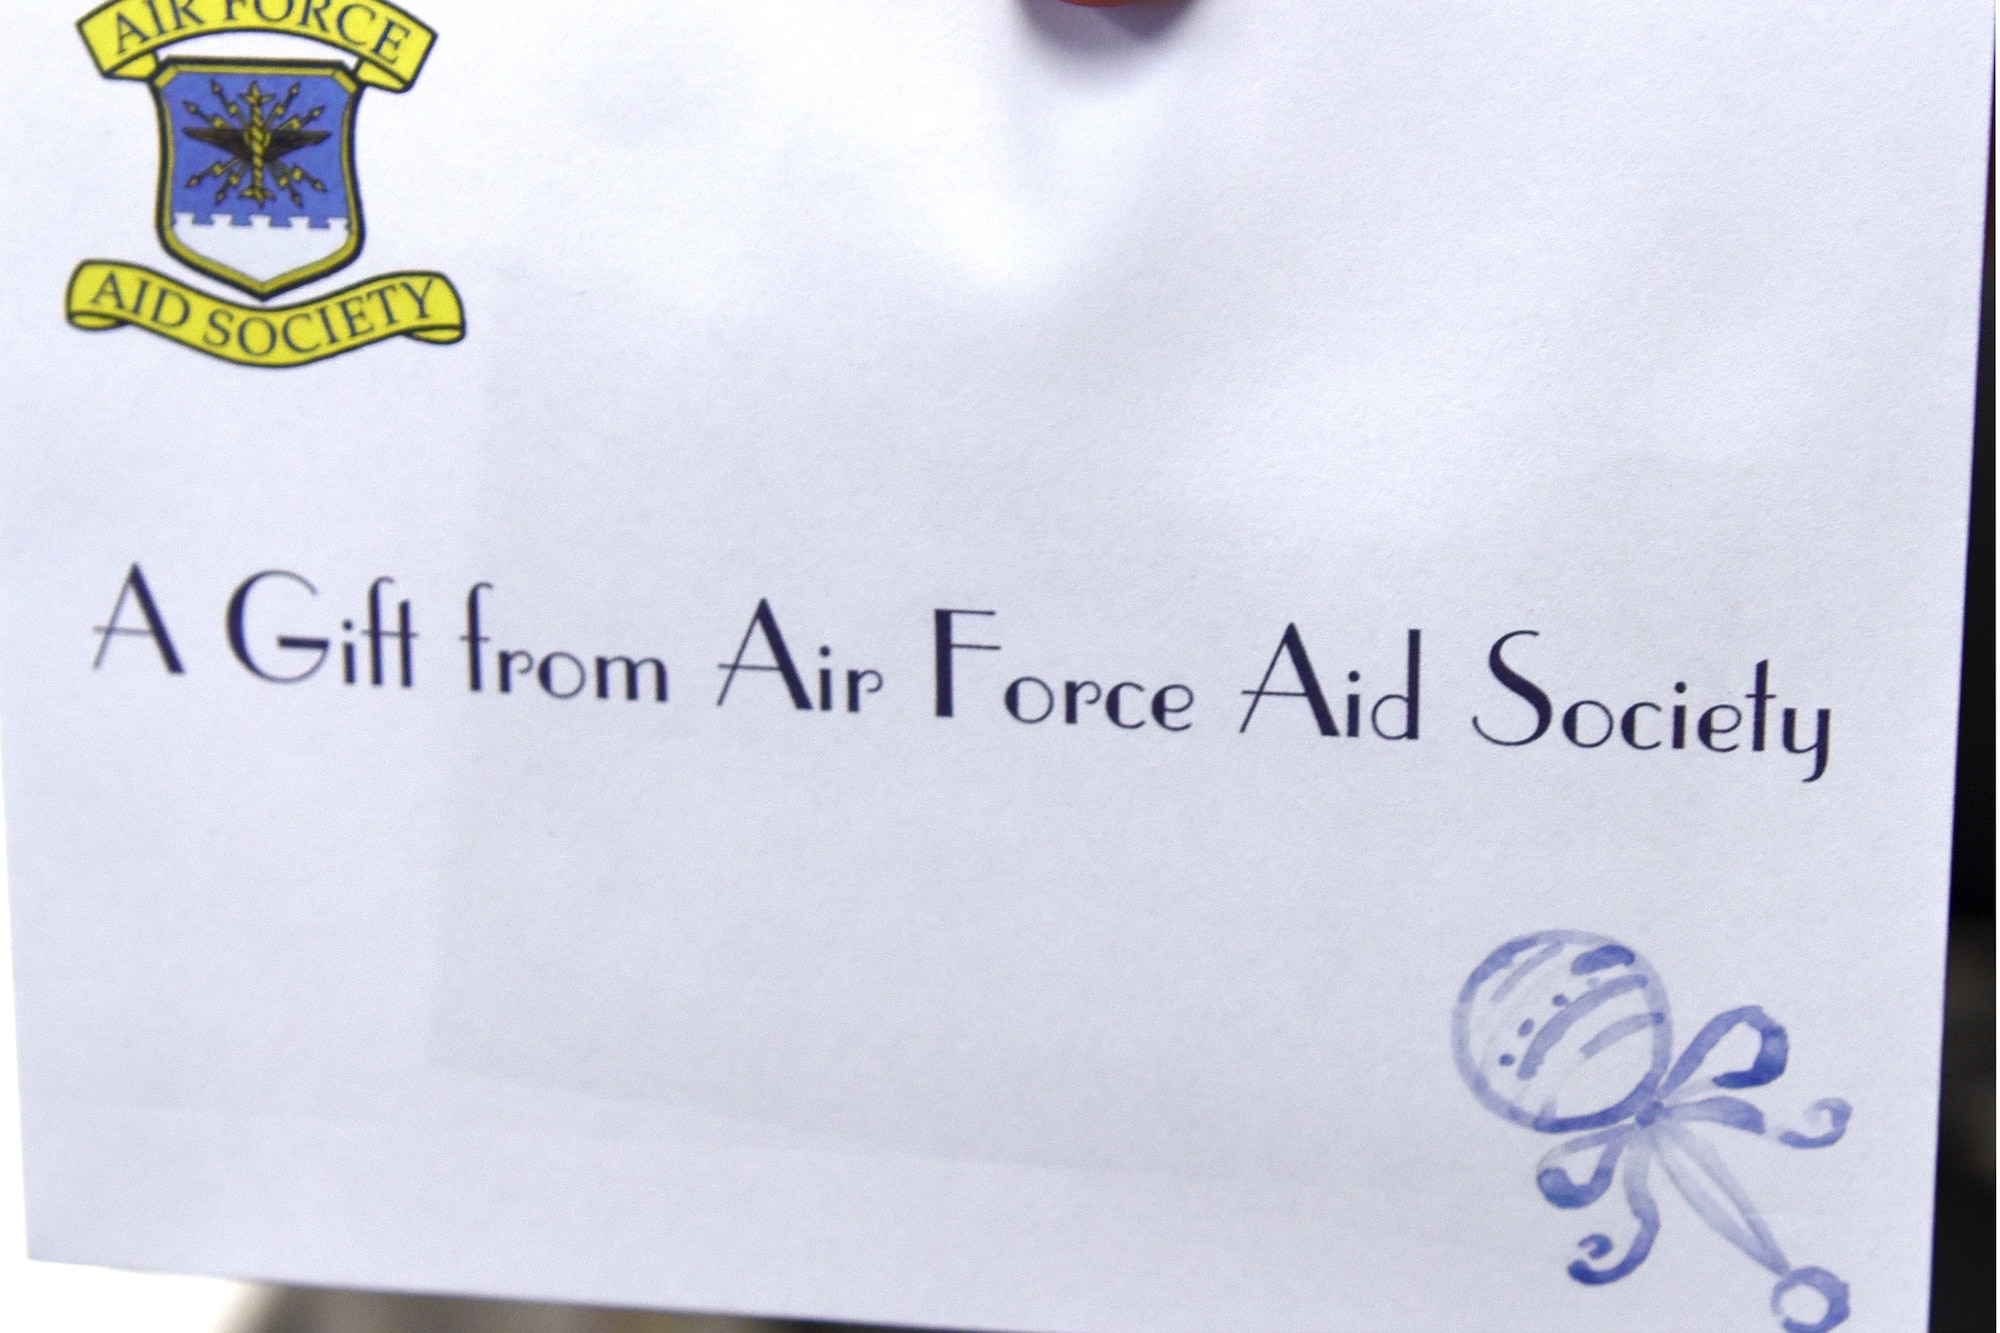 AIR FORCE
AID SOCIETY
A Gift from Air Force Aid Society